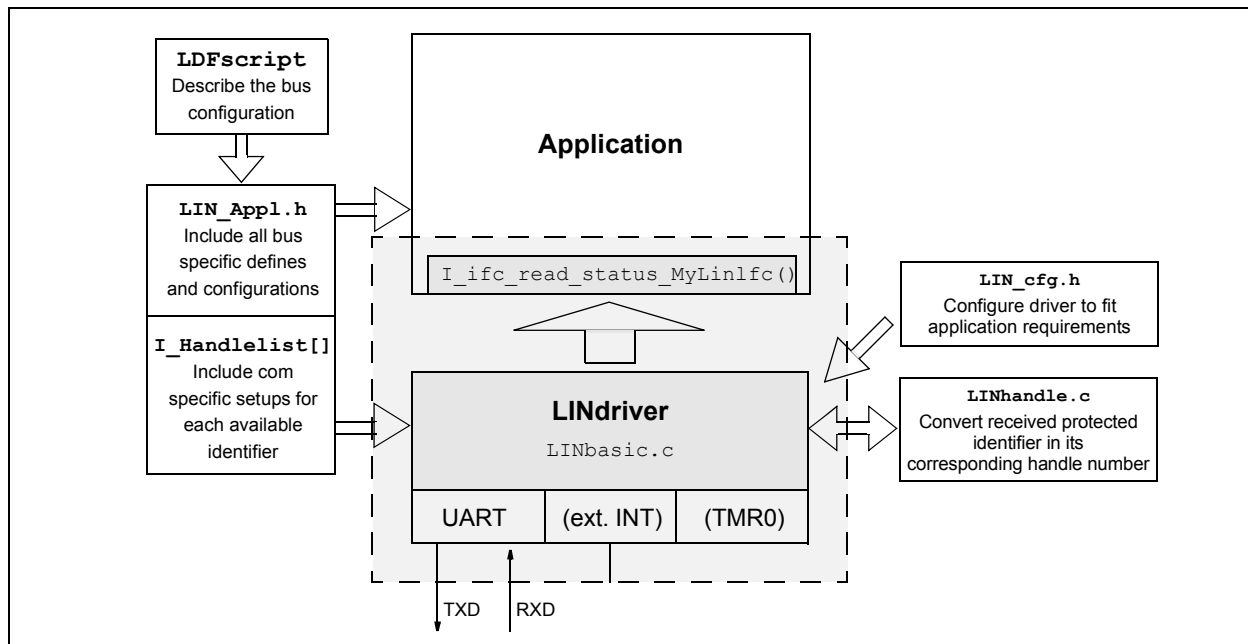 LDFscript
Describe the bus
configuration
Application
LIN_Appl.h
Include all bus
specific defines
and configurations
I_ifc_read_status_MyLinlfc()
LIN_cfg.h
Configure driver to fit
application requirements
I_Handlelist[]
Include com
specific setups for
each available
identifier
LINdriver
LINbasic.c
LINhandle.c
Convert received protected
identifier in its
corresponding handle number
UART
(ext. INT)
(TMR0)
TXD
RXD